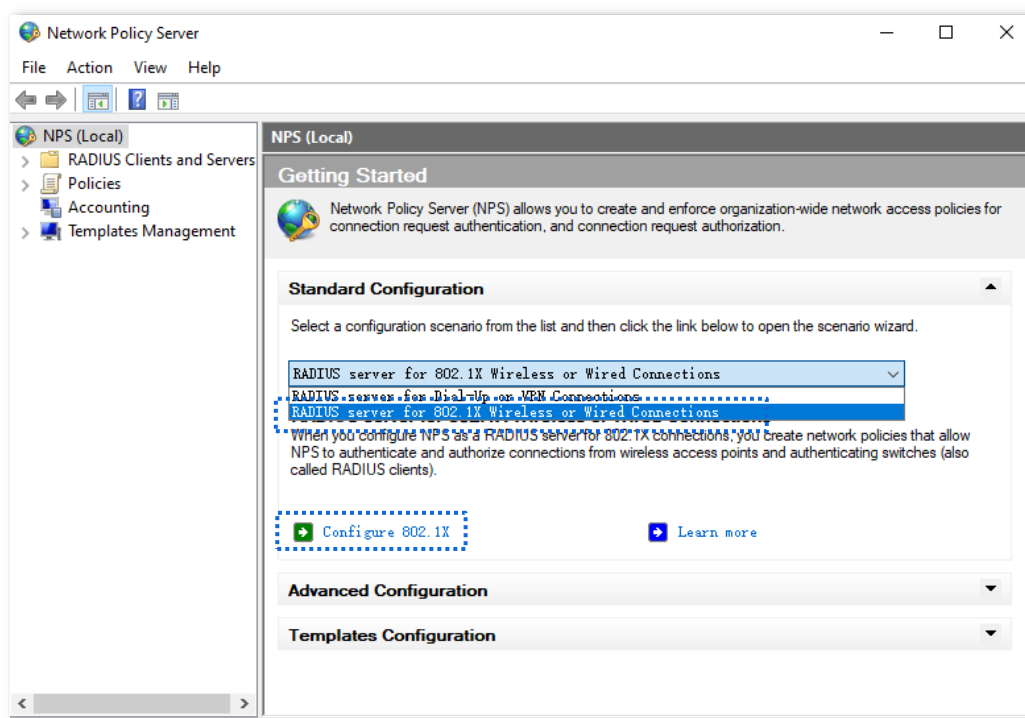 Network Policy Server
File Action View Help
NPS (Local)
RADIUS Clients and Servers
Policies
Accounting
Templates Management
NPS (Local)
Getting Started
Network Policy Server (NPS) allows you to create and enforce organization-wide network access policies for
connection request authentication, and connection request authorization.
Standard Configuration
Select a configuration scenario from the list and then click the link below to open the scenario wizard.
RADIUS server for 802.1X Wireless or Wired Connections
RADIUS server for Dial-Up or VPN Connections
RADIUS server for 802.1X Wireless or Wired Connections
When you configure NPS as a RADIUS server for 802.1X connections, you create network policies that allow
NPS to authenticate and authorize connections from wireless access points and authenticating switches (also
called RADIUS clients).
Configure 802.1X
Learn more
Advanced Configuration
Templates Configuration